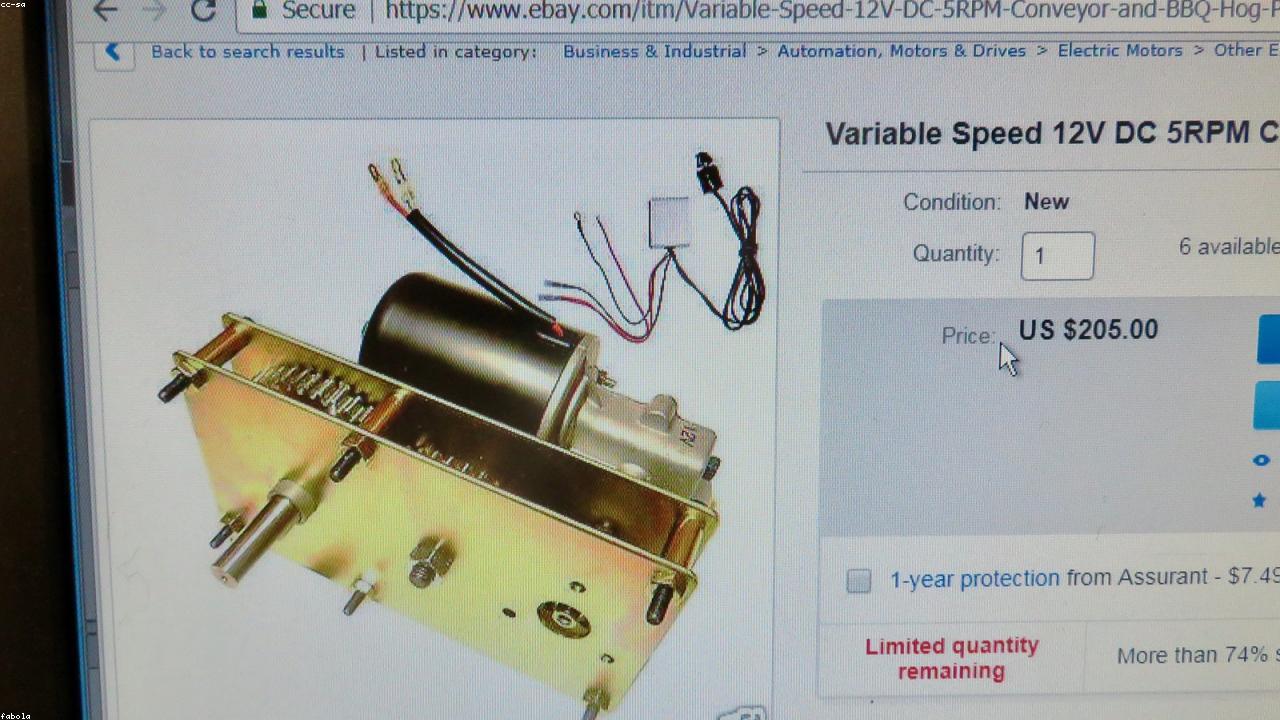 cc-sa
Secure | https://www.ebay.com/itm/Variable-Speed-12V-DC-5RPM-Conveyor-and-BBQ-Hog-
Back to search results | Listed in category: Business & Industrial > Automation, Motors & Drives > Electric Motors > Other
Variable Speed 12V DC 5RPM
Condition: New
Quantity: 1 6 available
Price: US $205.00
12V
1-year protection from Assurant - $7.49
Limited quantity
remaining
More than 74%
fabola